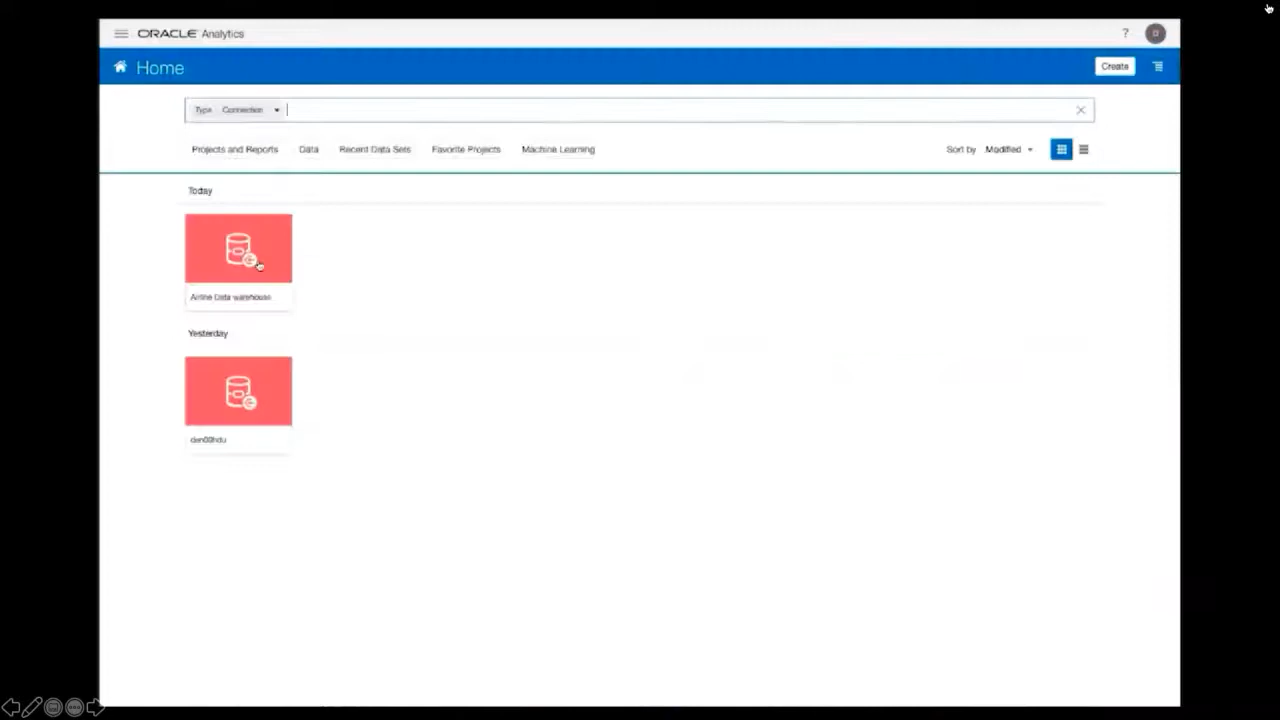 ORACLE Analytics ?
Home Create
Type Connection
Projects and Reports Data Recent Data Sets Favorite Projects Machine Learning Sort by Modified
Today
Airline Data warehouse
Yesterday